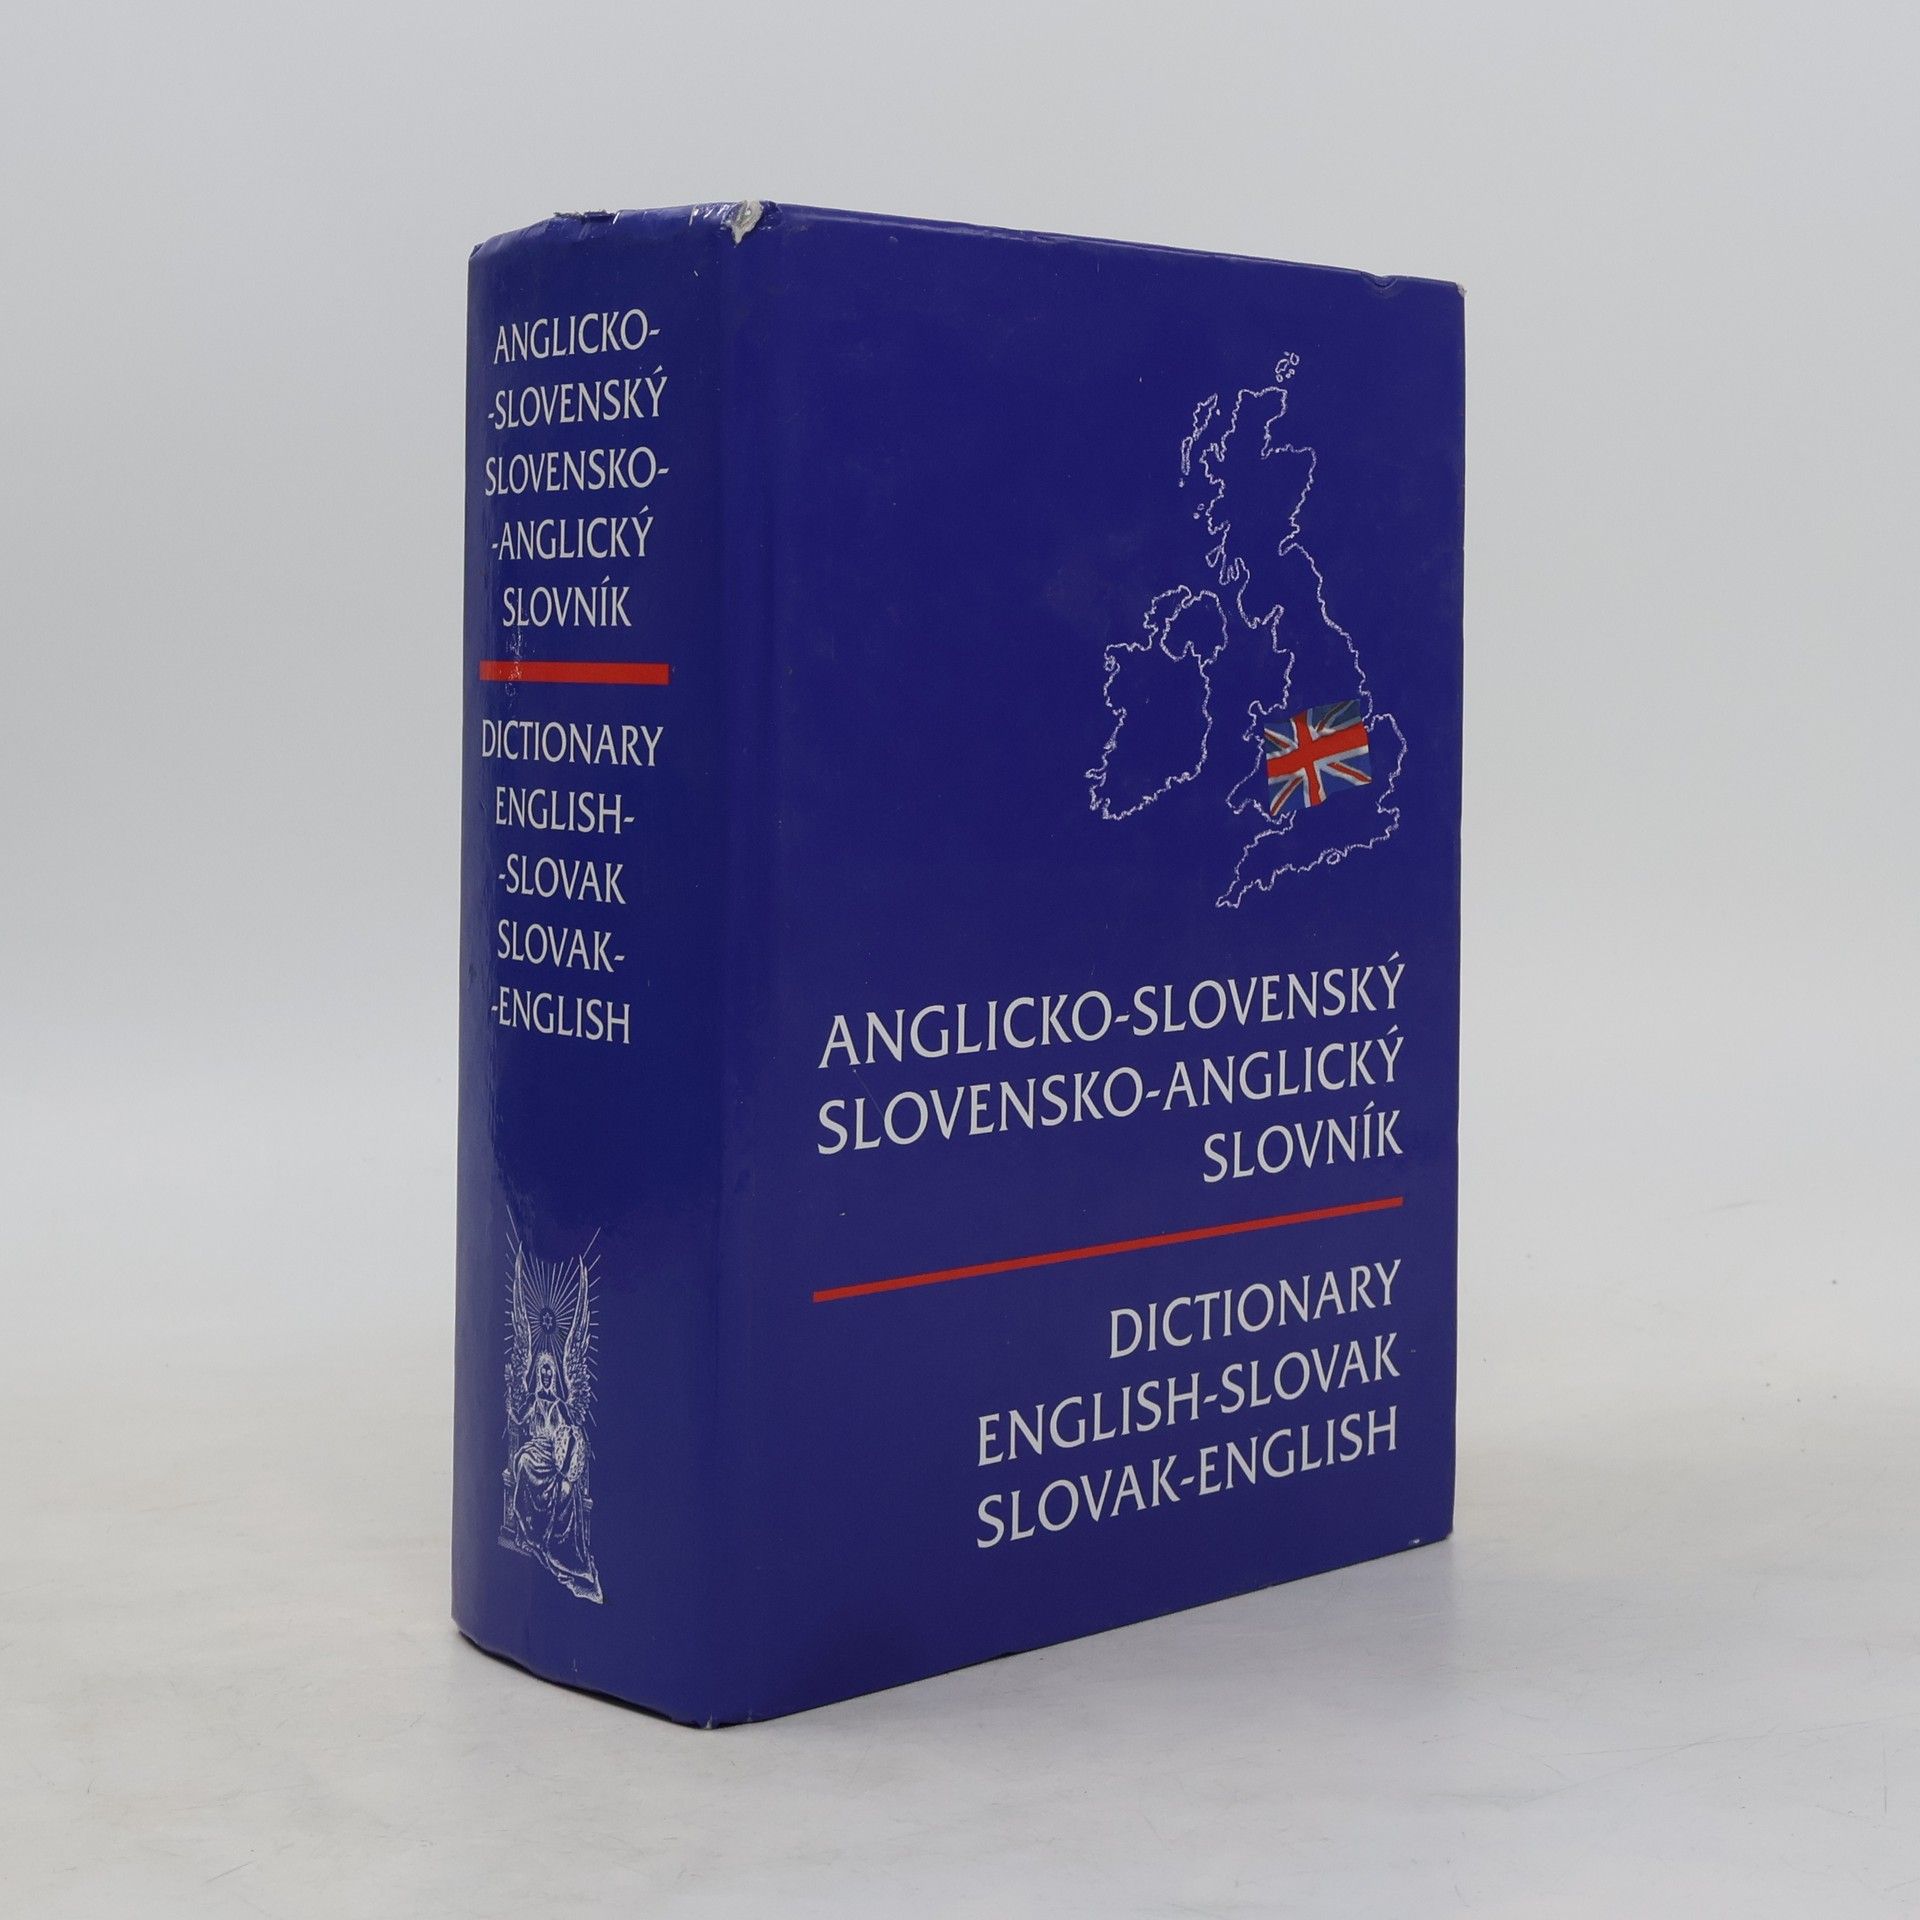 ANGLICKO-
-SLOVENSKÝ
SLOVENSKO-
-ANGLICKÝ
SLOVNÍK
DICTIONARY
ENGLISH-
-SLOVAK
SLOVAK-
-ENGLISH
ANGLICKO-SLOVENSKÝ
SLOVENSKO-ANGLICKÝ
SLOVNÍK
DICTIONARY
ENGLISH-SLOVAK
SLOVAK-ENGLISH